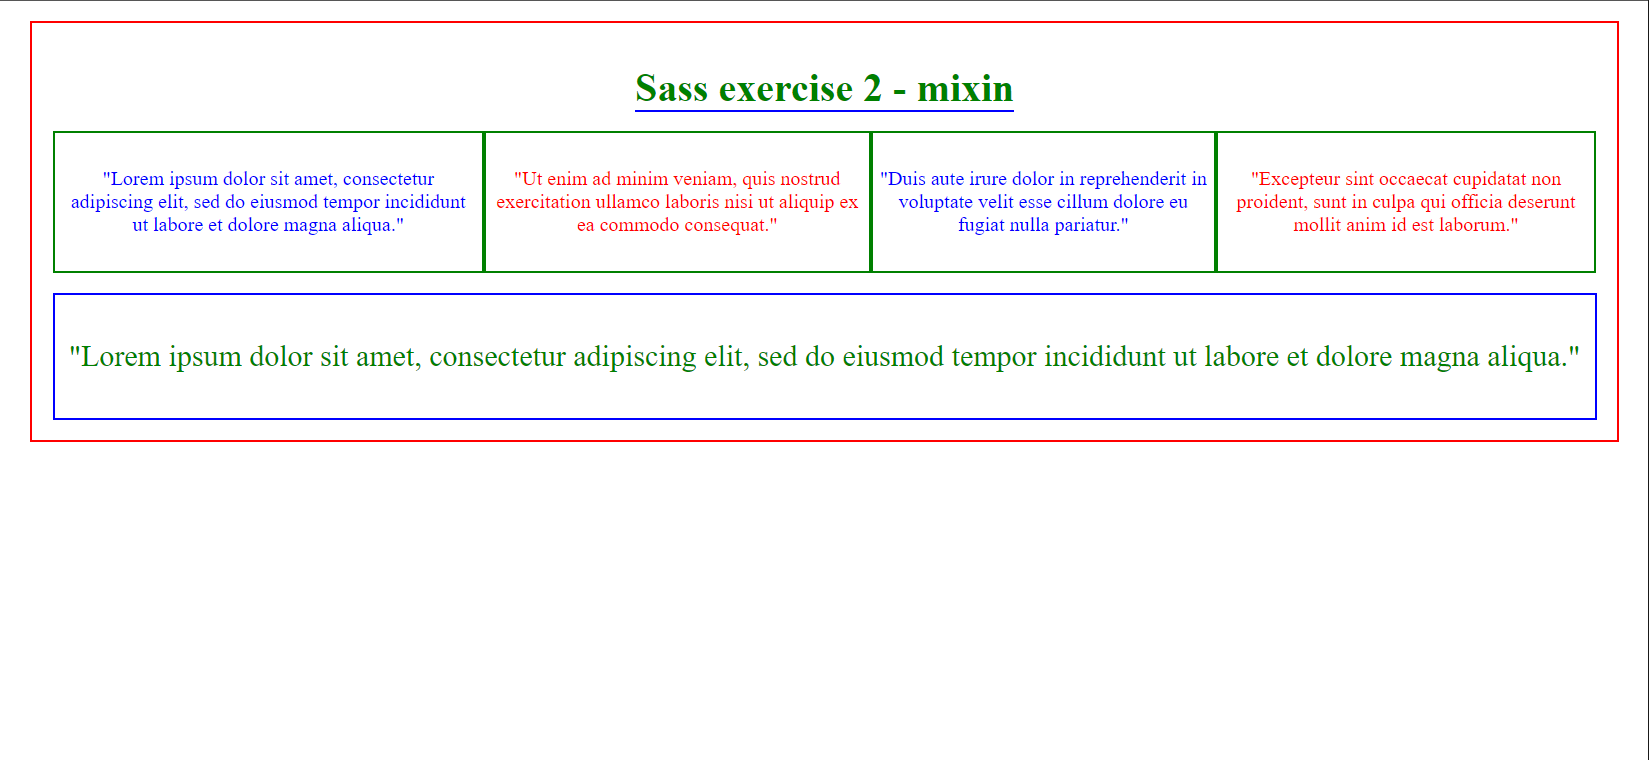 Sass exercise 2 - mixin
"Lorem ipsum dolor sit amet, consectetur
adipiscing elit, sed do eiusmod tempor incididunt
ut labore et dolore magna aliqua."
"Ut enim ad minim veniam, quis nostrud
exercitation ullamco laboris nisi ut aliquip ex
ea commodo consequat."
"Duis aute irure dolor in reprehenderit in
voluptate velit esse cillum dolore eu
fugiat nulla pariatur."
"Excepteur sint occaecat cupidatat non
proident, sunt in culpa qui officia deserunt
mollit anim id est laborum."
"Lorem ipsum dolor sit amet, consectetur adipiscing elit, sed do eiusmod tempor incididunt ut labore et dolore magna aliqua."